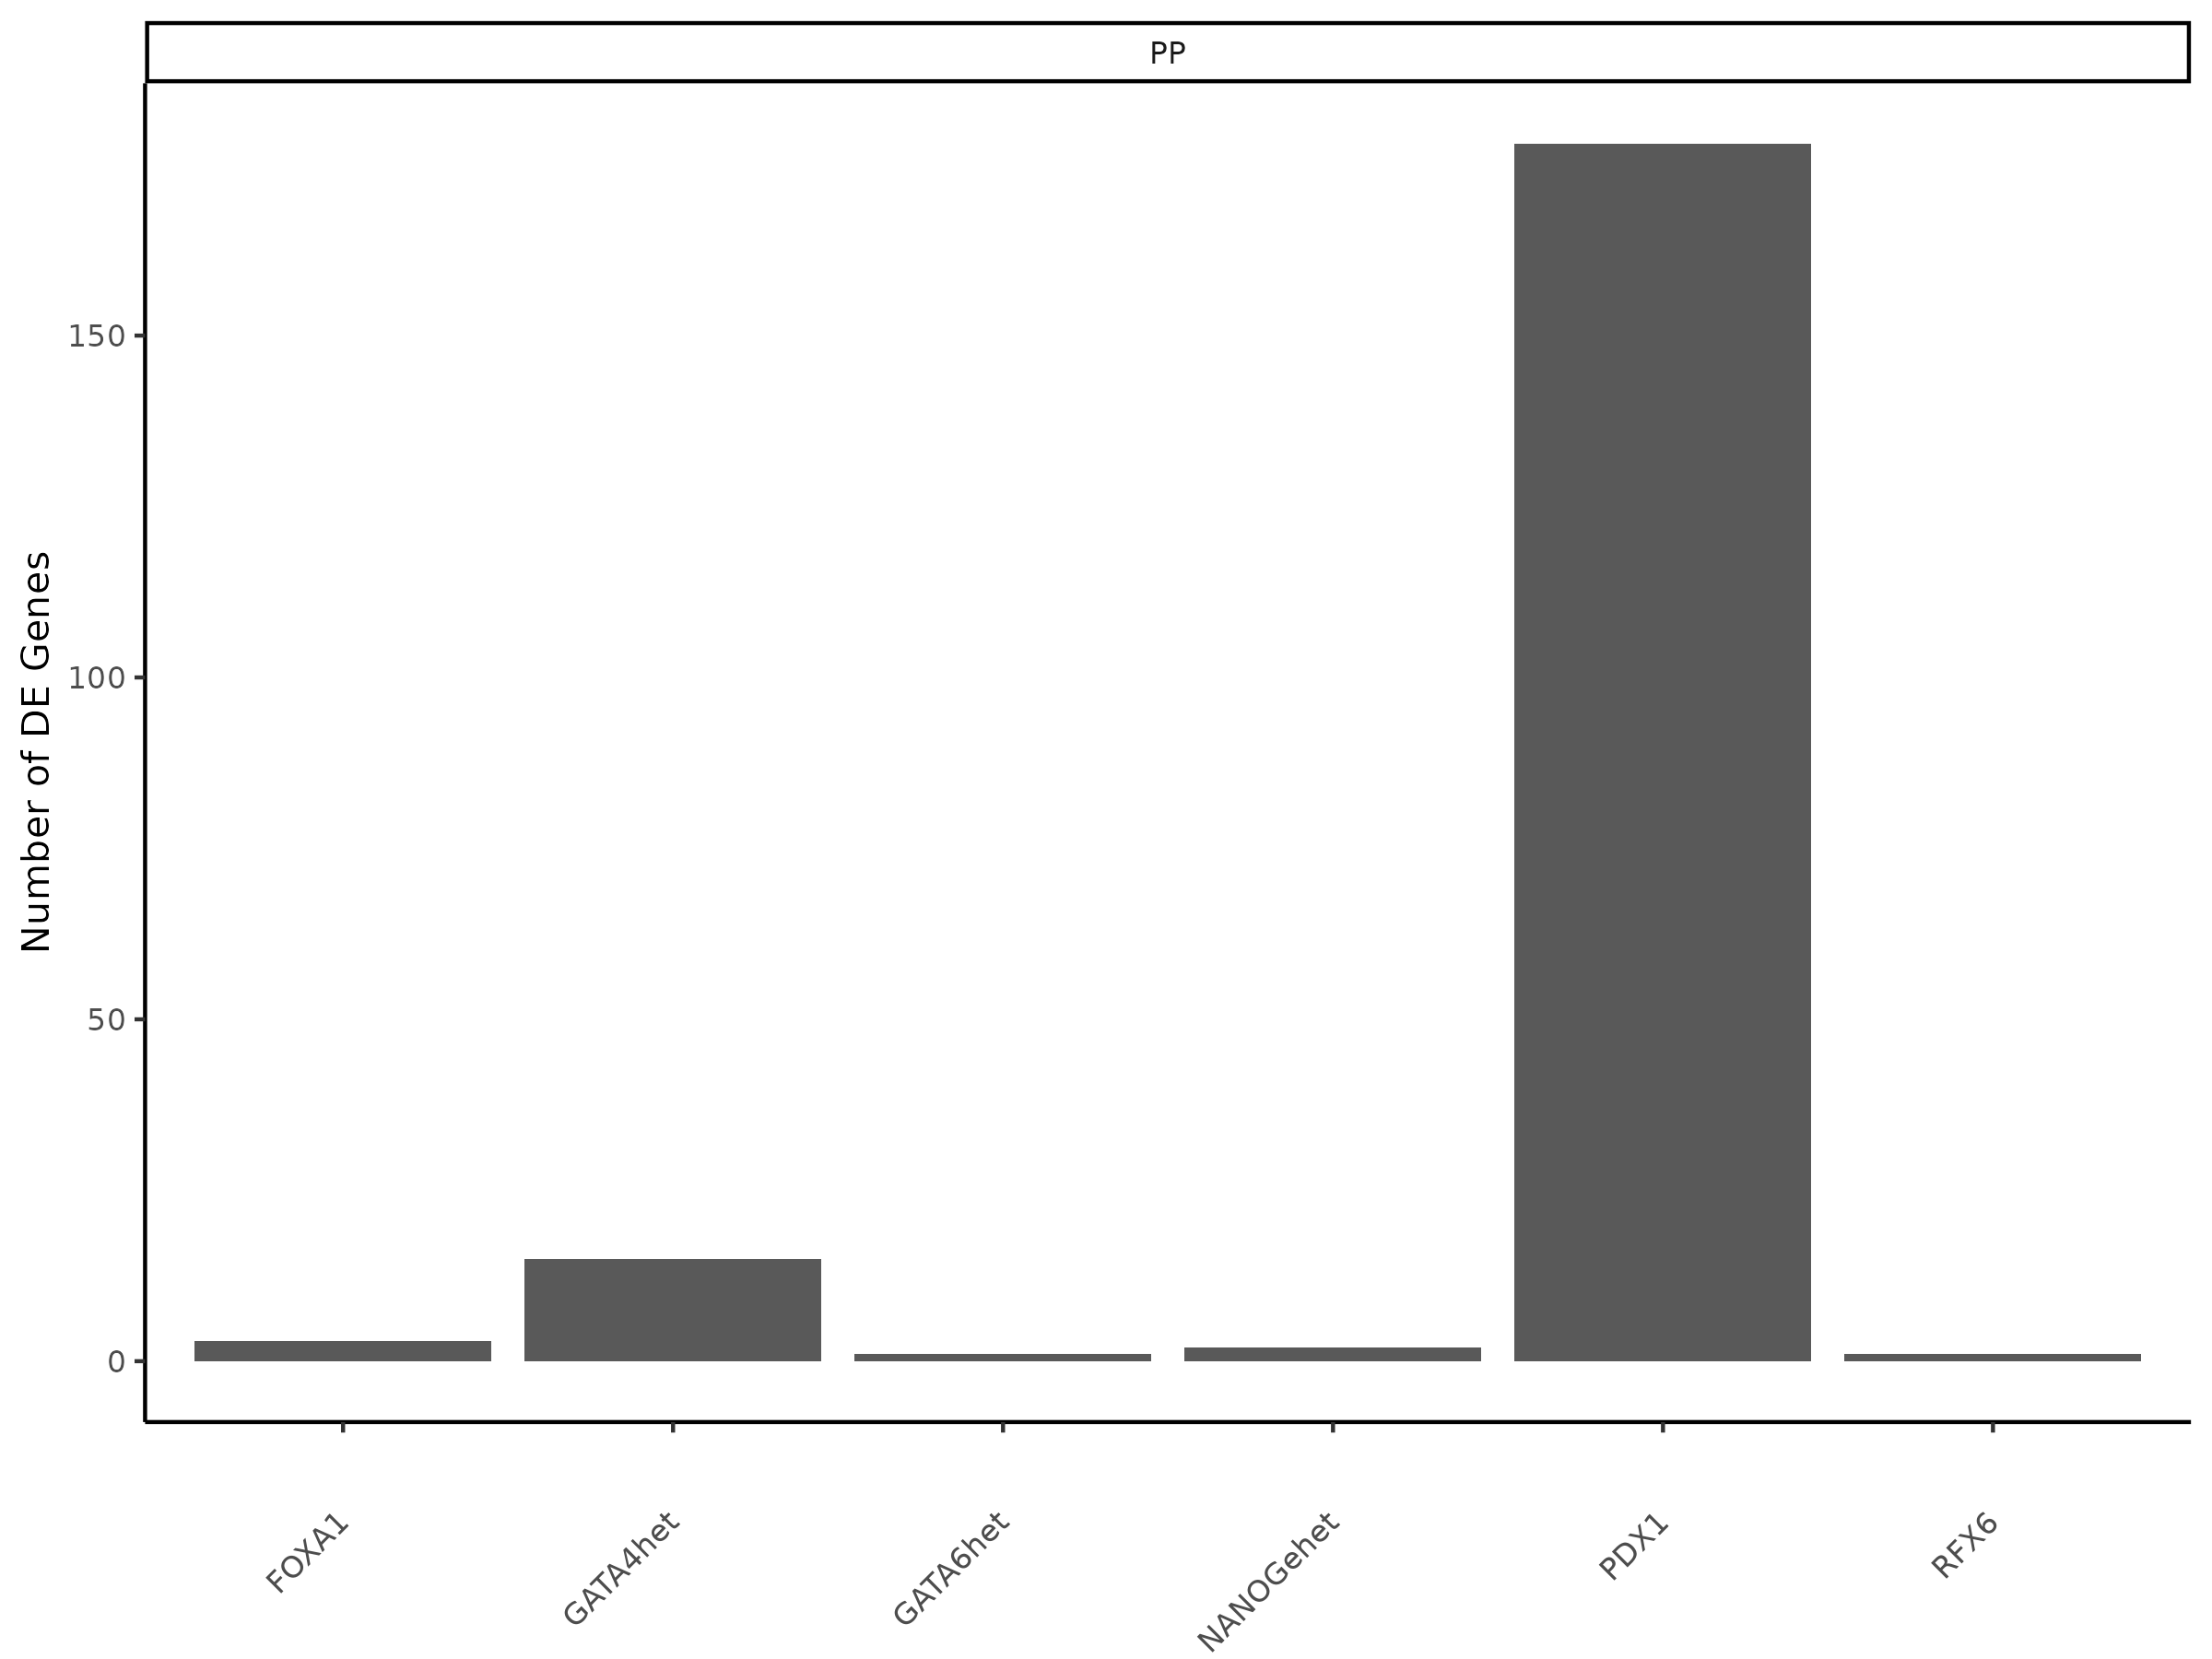 PP
Number of DE Genes
150
100
50
0
FOXA1
GATA4het
GATA6het
NANOGehet
PDX1
RFX6